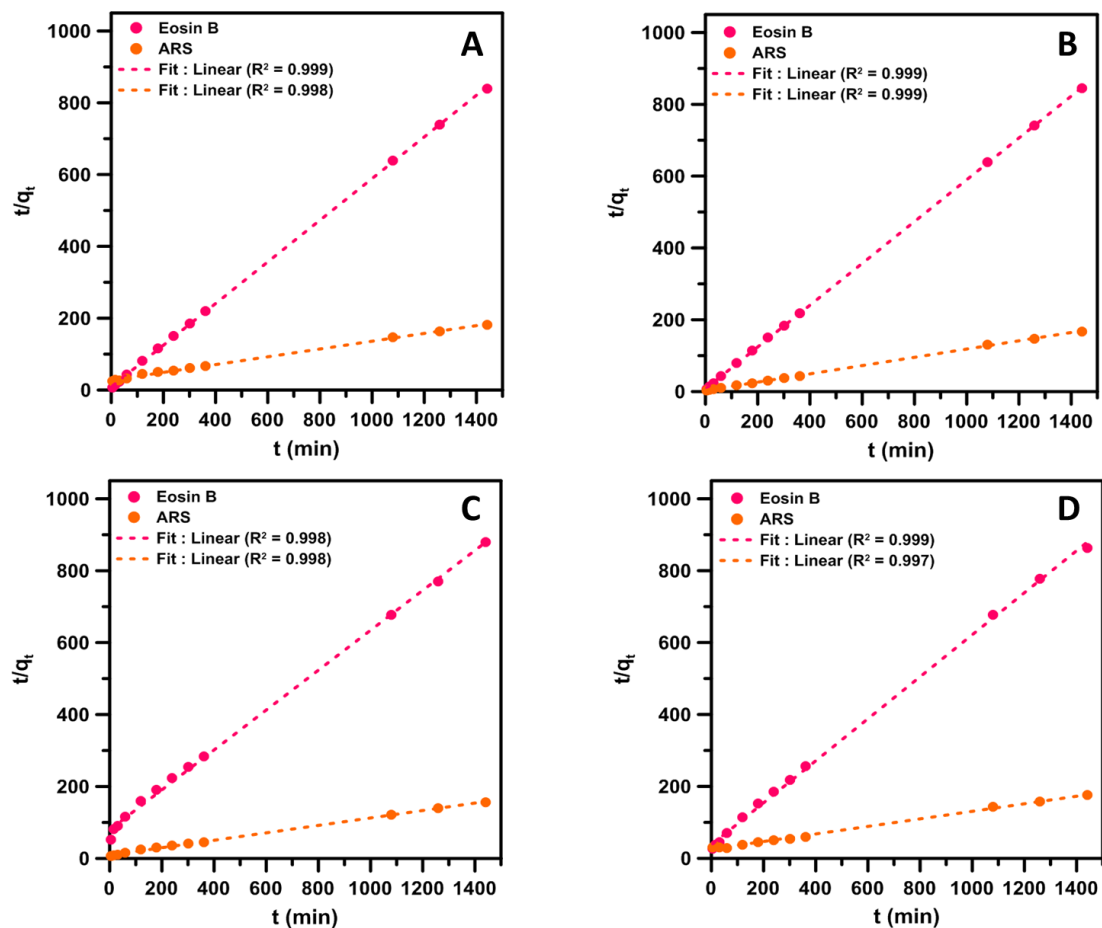 A
Eosin B
ARS
Fit : Linear (R² = 0.999)
Fit : Linear (R² = 0.998)
1000
800
600
400
200
0
t/qₜ
0 200 400 600 800 1000 1200 1400
t (min)
B
Eosin B
ARS
Fit : Linear (R² = 0.999)
Fit : Linear (R² = 0.999)
1000
800
600
400
200
0
t/qₜ
0 200 400 600 800 1000 1200 1400
t (min)
C
Eosin B
ARS
Fit : Linear (R² = 0.998)
Fit : Linear (R² = 0.998)
1000
800
600
400
200
0
t/qₜ
0 200 400 600 800 1000 1200 1400
t (min)
D
Eosin B
ARS
Fit : Linear (R² = 0.999)
Fit : Linear (R² = 0.997)
1000
800
600
400
200
0
t/qₜ
0 200 400 600 800 1000 1200 1400
t (min)